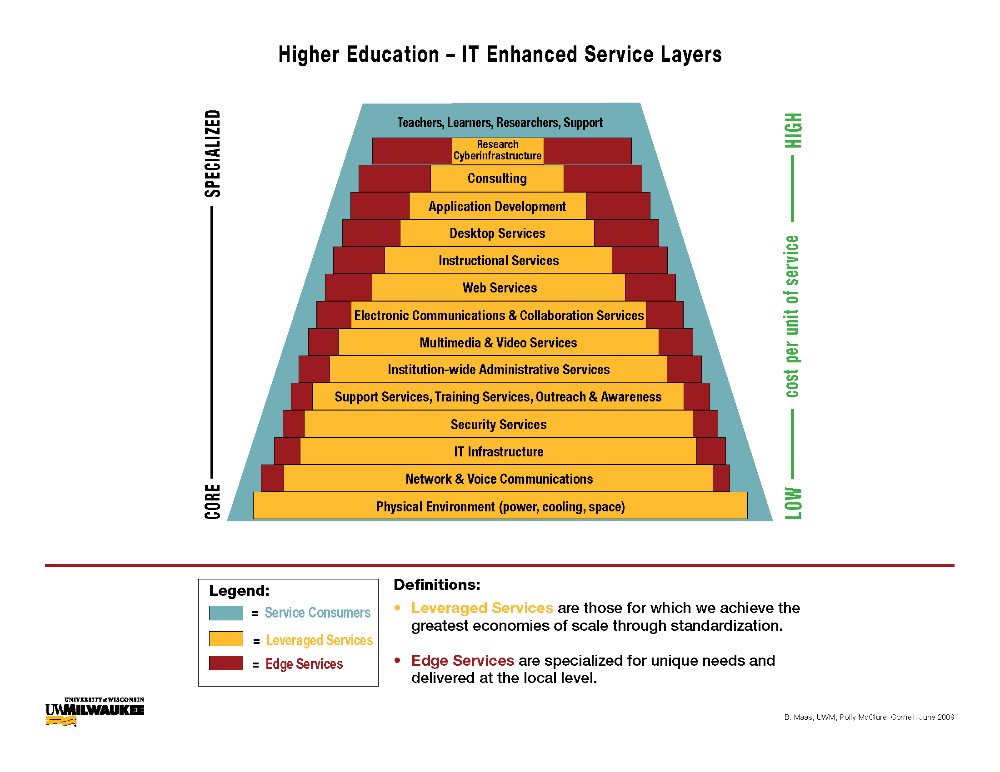 Higher Education – IT Enhanced Service Layers
SPECIALIZED
CORE
HIGH
cost per unit of service
LOW
Teachers, Learners, Researchers, Support
Research
Cyberinfrastructure
Consulting
Application Development
Desktop Services
Instructional Services
Web Services
Electronic Communications & Collaboration Services
Multimedia & Video Services
Institution-wide Administrative Services
Support Services, Training Services, Outreach & Awareness
Security Services
IT Infrastructure
Network & Voice Communications
Physical Environment (power, cooling, space)
Legend:
= Service Consumers
= Leveraged Services
= Edge Services
Definitions:
• Leveraged Services are those for which we achieve the
greatest economies of scale through standardization.
• Edge Services are specialized for unique needs and
delivered at the local level.
UNIVERSITY of WISCONSIN
UWMILWAUKEE
B. Maas, UWM; Polly McClure, Cornell: June 2009